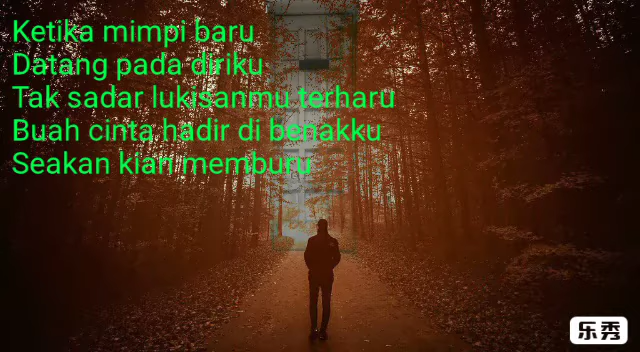 Ketika mimpi baru
Datang pada diriku
Tak sadar lukisanmu terharu
Buah cinta hadir di benakku
Seakan kian memburu
乐秀